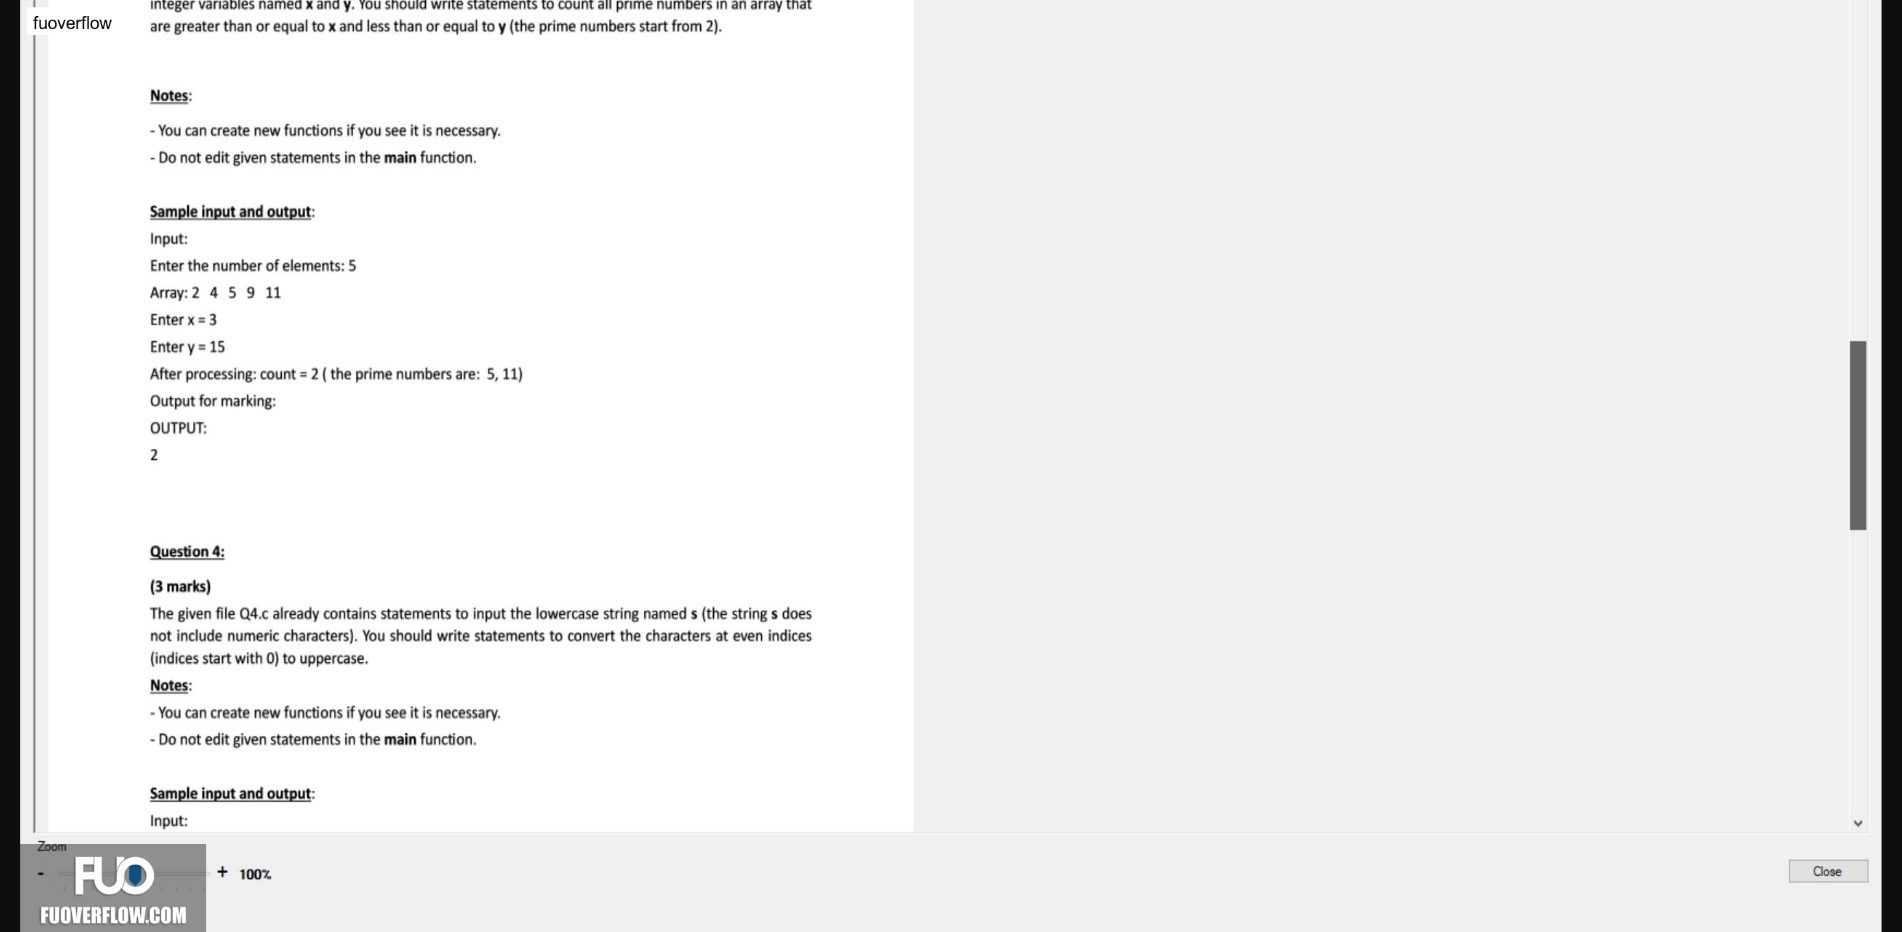 fuoverflow
integer variables named x and y. You should write statements to count all prime numbers in an array that
are greater than or equal to x and less than or equal to y (the prime numbers start from 2).
Notes:
- You can create new functions if you see it is necessary.
- Do not edit given statements in the main function.
Sample input and output:
Input:
Enter the number of elements: 5
Array: 2 4 5 9 11
Enter x = 3
Enter y = 15
After processing: count = 2 ( the prime numbers are: 5, 11)
Output for marking:
OUTPUT:
2
Question 4:
(3 marks)
The given file Q4.c already contains statements to input the lowercase string named s (the string s does
not include numeric characters). You should write statements to convert the characters at even indices
(indices start with 0) to uppercase.
Notes:
- You can create new functions if you see it is necessary.
- Do not edit given statements in the main function.
Sample input and output:
Input:
Zoom
- + 100%
Close
FUO
FUOVERFLOW.COM